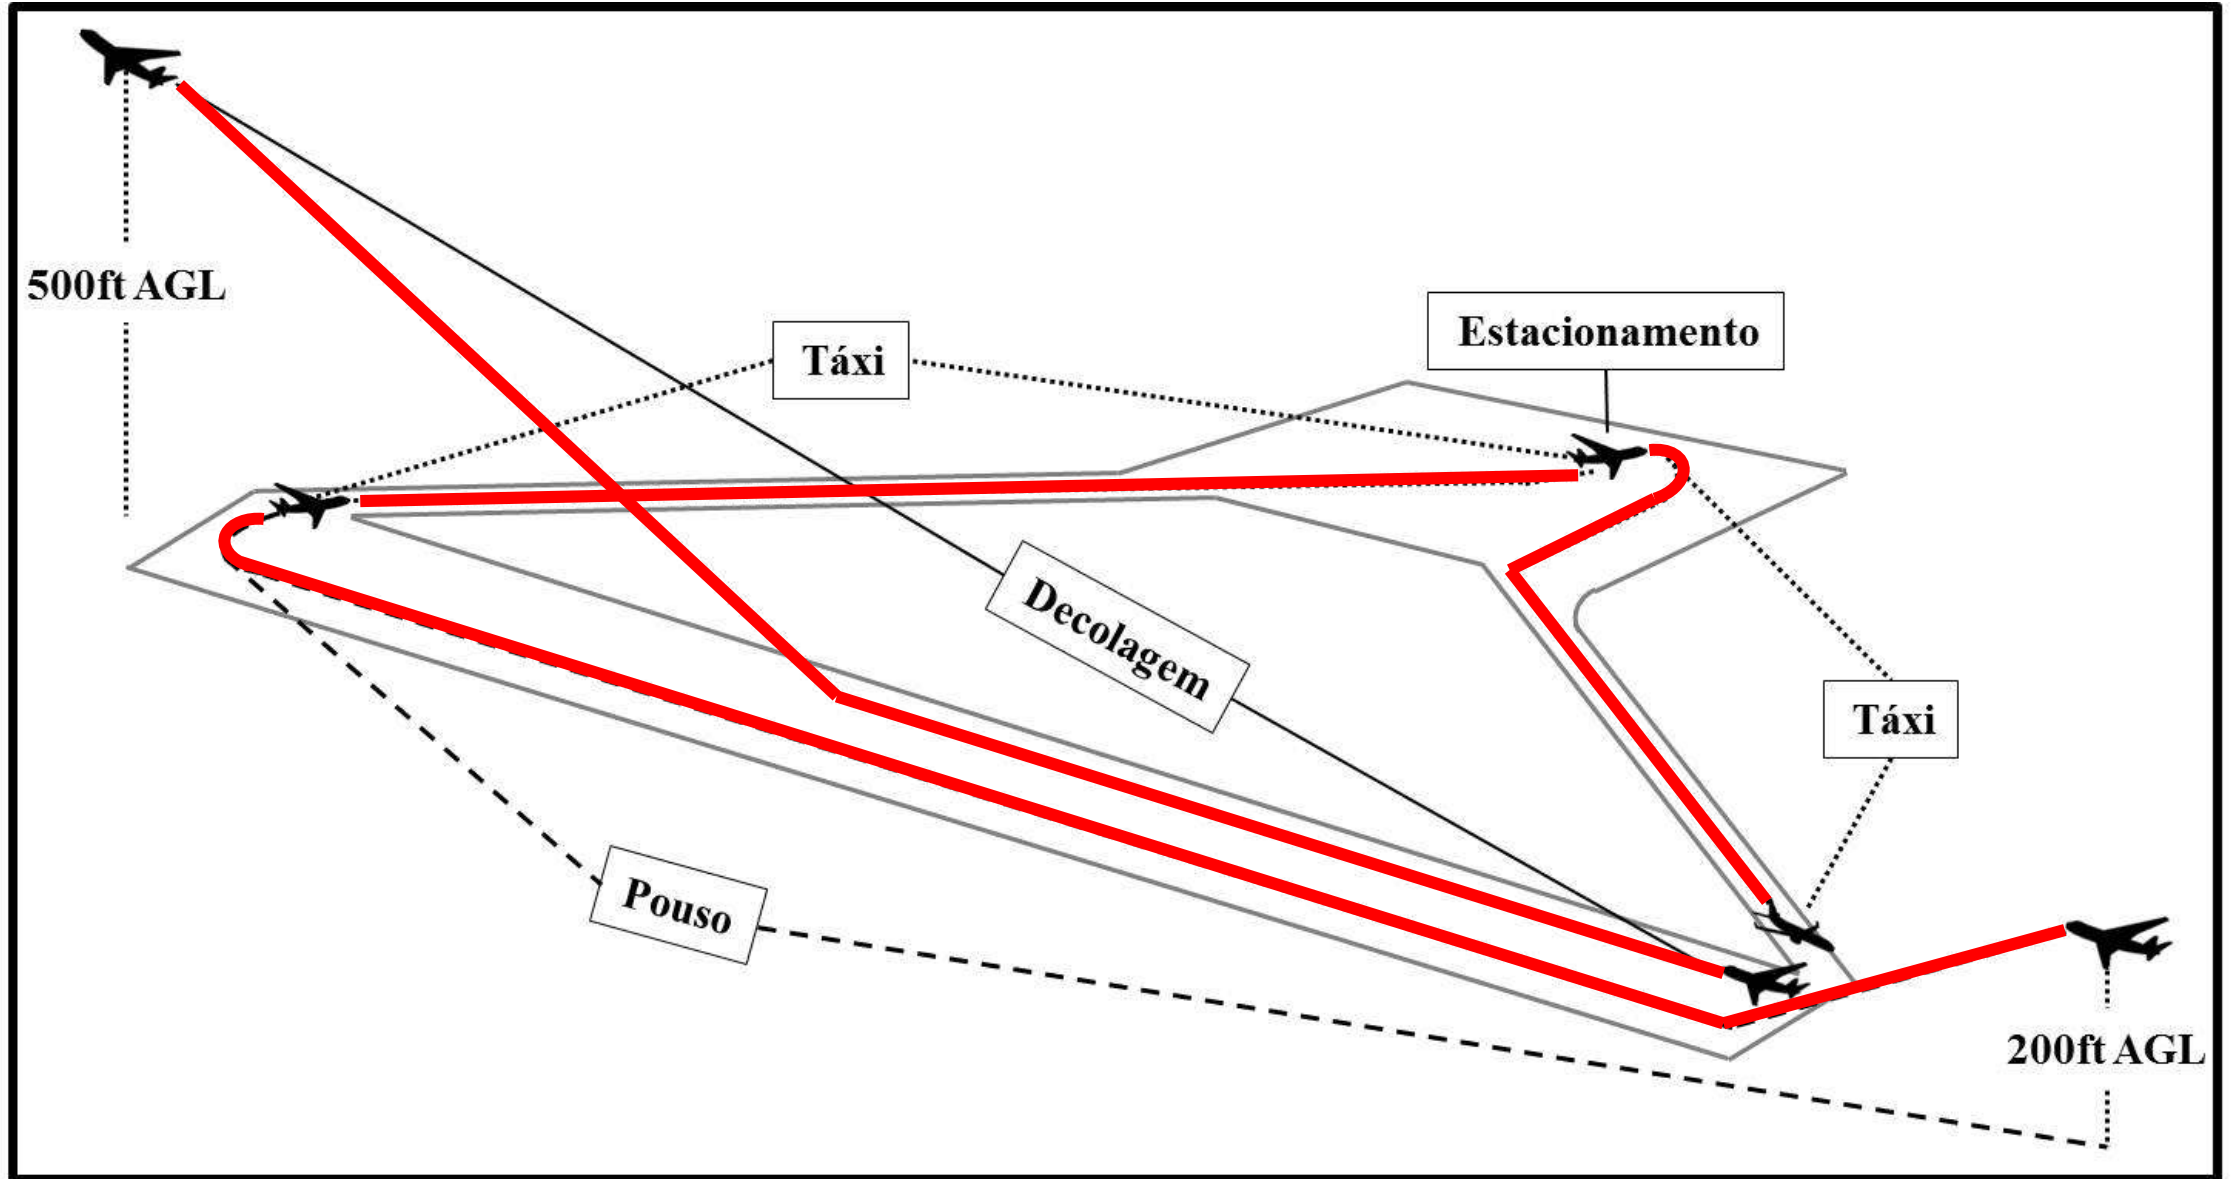 500ft AGL
Táxi
Estacionamento
Decolagem
Táxi
Pouso
200ft AGL